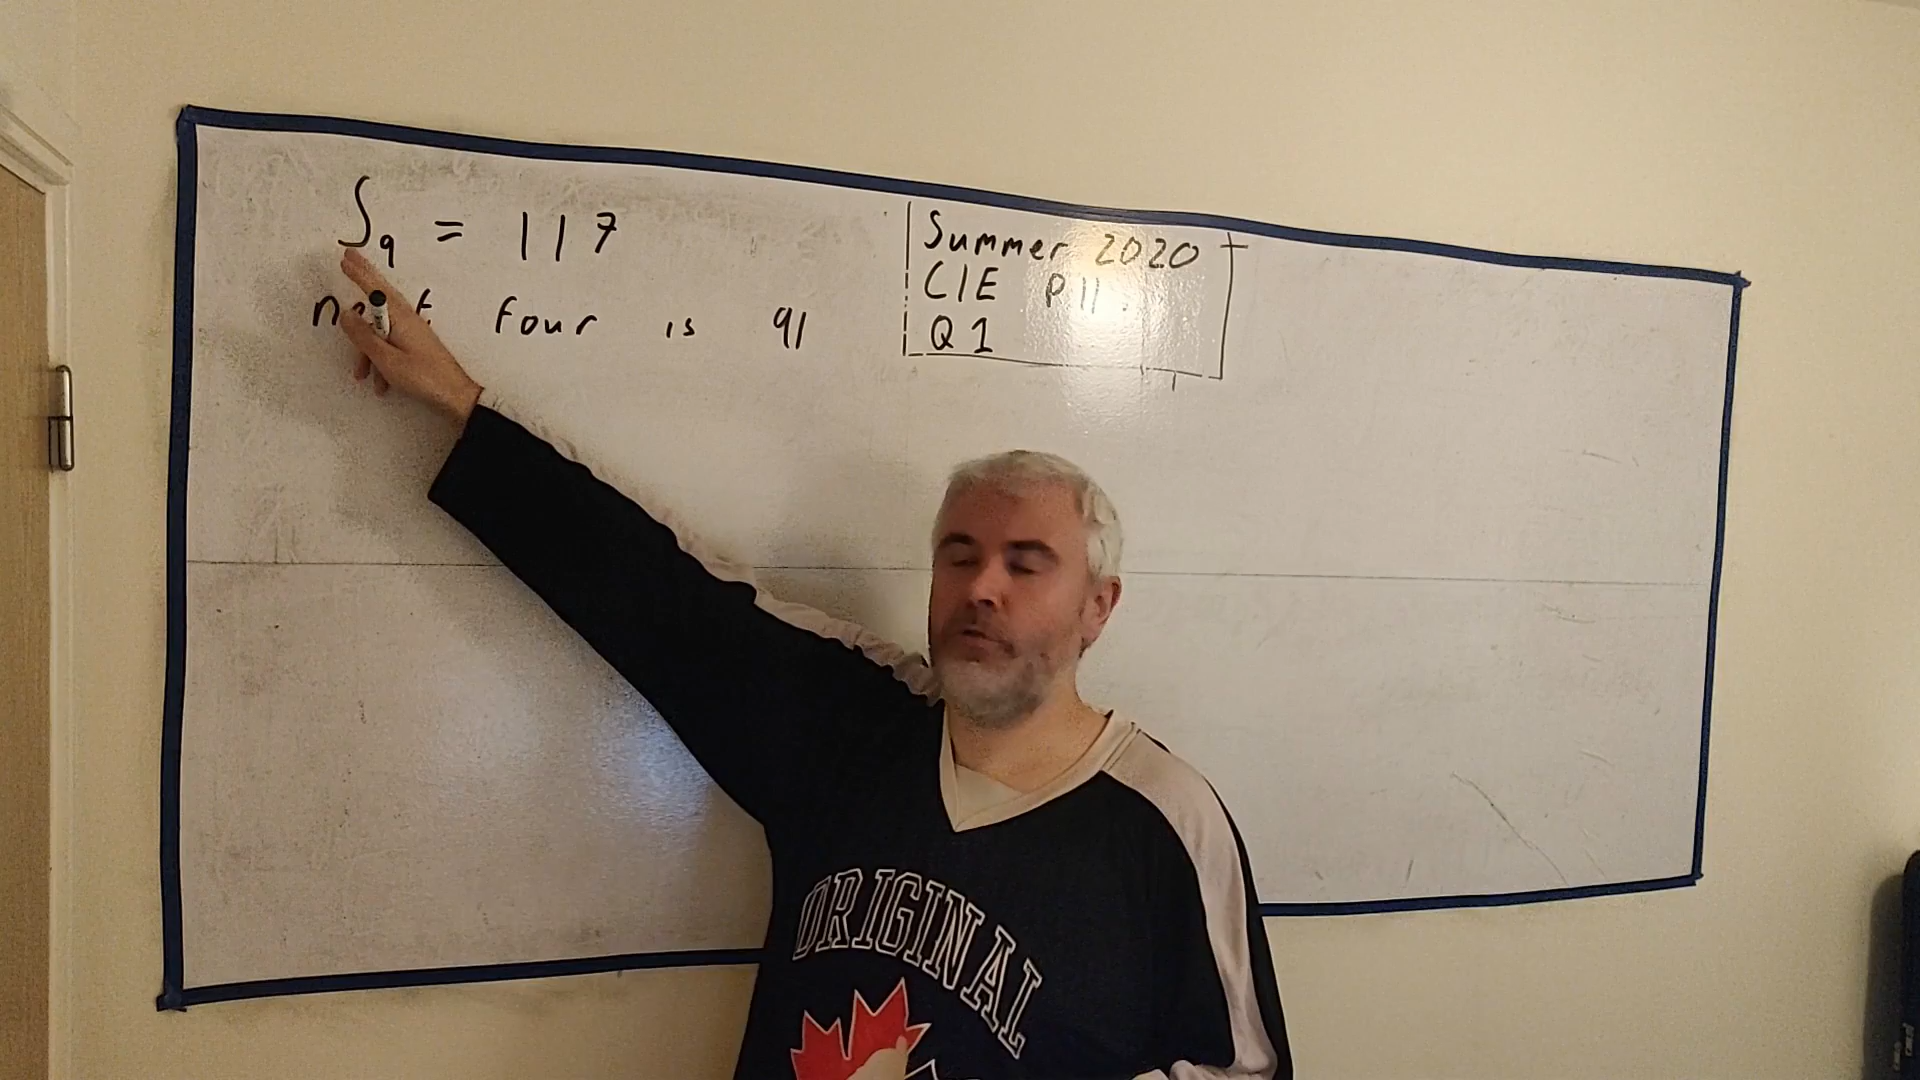 S9 = 117
four is 91
Summer 2020
CIE P11.
Q1
ORIGINAL